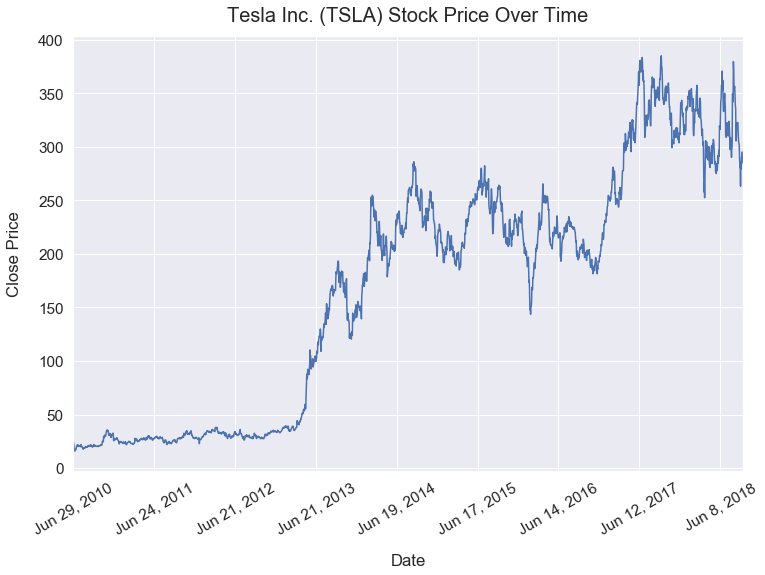 Tesla Inc. (TSLA) Stock Price Over Time
400
350
300
250
200
150
100
50
0
Close Price
Jun 29, 2010
Jun 24, 2011
Jun 21, 2012
Jun 21, 2013
Jun 19, 2014
Jun 17, 2015
Jun 14, 2016
Jun 12, 2017
Jun 8, 2018
Date